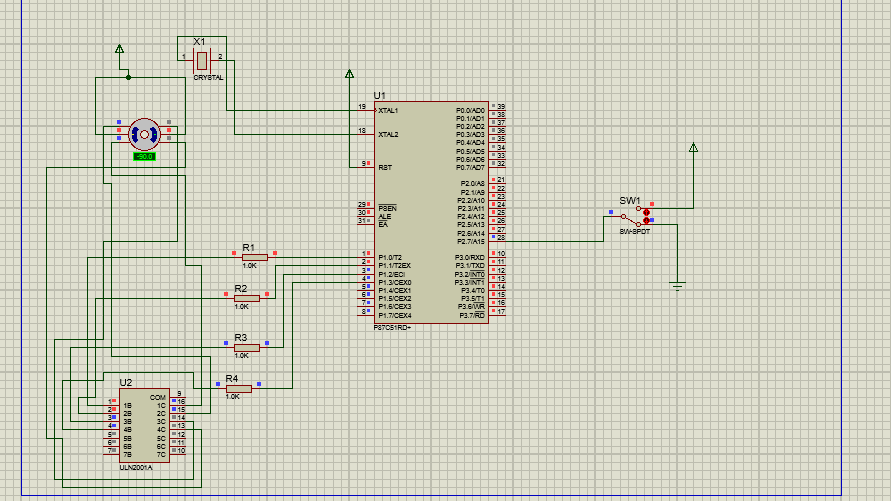 X1
1
2
CRYSTAL
U1
19
XTAL1
18
XTAL2
9
RST
29
PSEN
30
ALE
31
EA
1
P1.0/T2
2
P1.1/T2EX
3
P1.2/ECI
4
P1.3/CEX0
5
P1.4/CEX1
6
P1.5/CEX2
7
P1.6/CEX3
8
P1.7/CEX4
P0.0/AD0
39
P0.1/AD1
38
P0.2/AD2
37
P0.3/AD3
36
P0.4/AD4
35
P0.5/AD5
34
P0.6/AD6
33
P0.7/AD7
32
P2.0/A8
21
P2.1/A9
22
P2.2/A10
23
P2.3/A11
24
P2.4/A12
25
P2.5/A13
26
P2.6/A14
27
P2.7/A15
28
P3.0/RXD
10
P3.1/TXD
11
P3.2/INT0
12
P3.3/INT1
13
P3.4/T0
14
P3.5/T1
15
P3.6/WR
16
P3.7/RD
17
P87C51RD+
SW1
SW-SPDT
R1
1.0K
R2
1.0K
R3
1.0K
R4
1.0K
U2
1
1B
2
2B
3
3B
4
4B
5
5B
6
6B
7
7B
COM
9
1C
16
2C
15
3C
14
4C
13
5C
12
6C
11
7C
10
ULN2001A